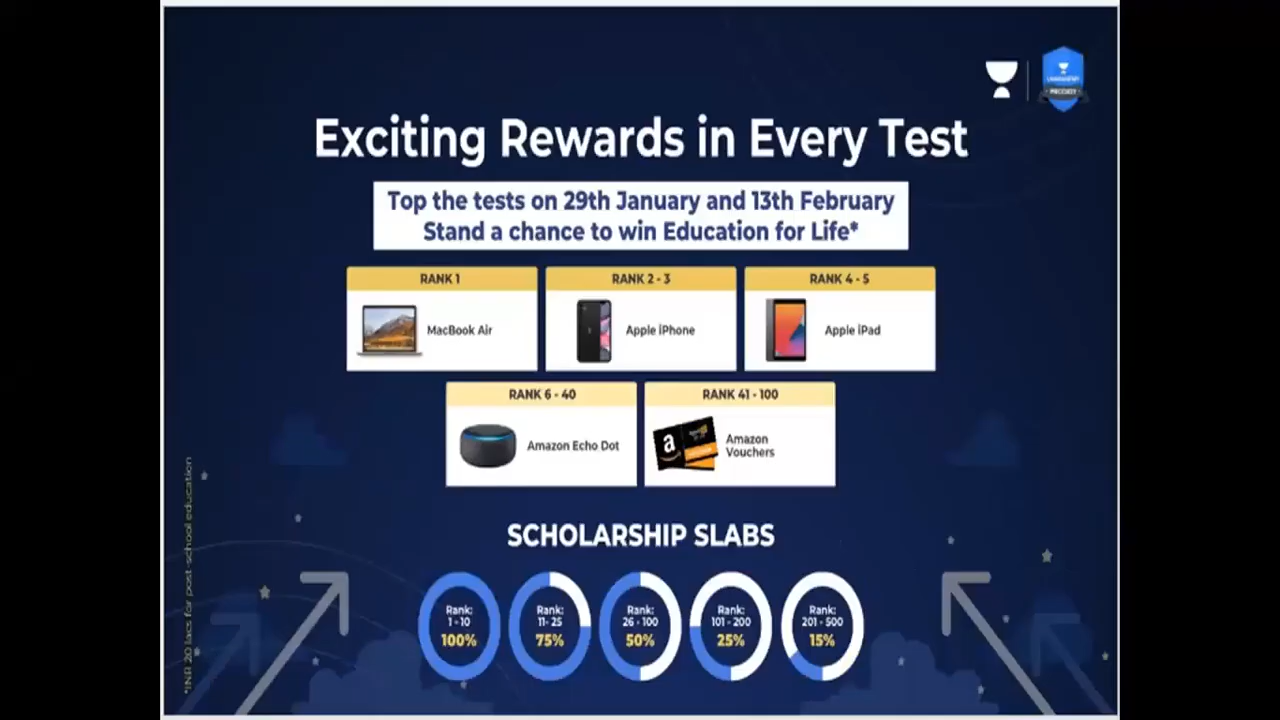 Exciting Rewards in Every Test
Top the tests on 29th January and 13th February
Stand a chance to win Education for Life*
RANK 1
MacBook Air
RANK 2 - 3
Apple iPhone
RANK 4 - 5
Apple iPad
RANK 6 - 40
Amazon Echo Dot
RANK 41 - 100
a
Amazon
Vouchers
SCHOLARSHIP SLABS
Rank:
1 - 10
100%
Rank:
11- 25
75%
Rank:
26 - 100
50%
Rank:
101 - 200
25%
Rank:
201 - 500
15%
*INR 20 lacs for post-school education